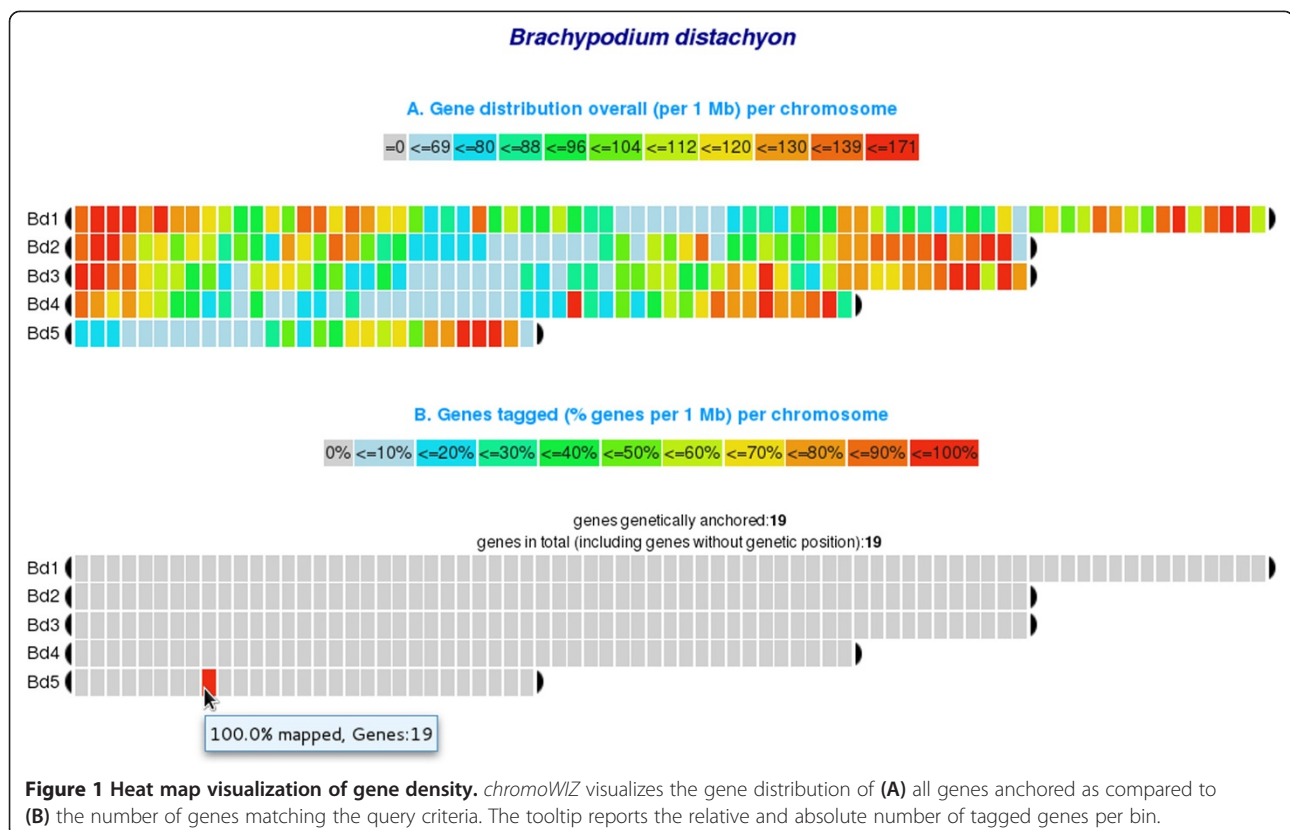 Brachypodium distachyon
A. Gene distribution overall (per 1 Mb) per chromosome
=0 <=69 <=80 <=88 <=96 <=104 <=112 <=120 <=130 <=139 <=171
Bd1
Bd2
Bd3
Bd4
Bd5
B. Genes tagged (% genes per 1 Mb) per chromosome
0% <=10% <=20% <=30% <=40% <=50% <=60% <=70% <=80% <=90% <=100%
genes genetically anchored:19
genes in total (including genes without genetic position):19
Bd1
Bd2
Bd3
Bd4
Bd5
100.0% mapped, Genes:19
Figure 1 Heat map visualization of gene density. chromoWIZ visualizes the gene distribution of (A) all genes anchored as compared to
(B) the number of genes matching the query criteria. The tooltip reports the relative and absolute number of tagged genes per bin.